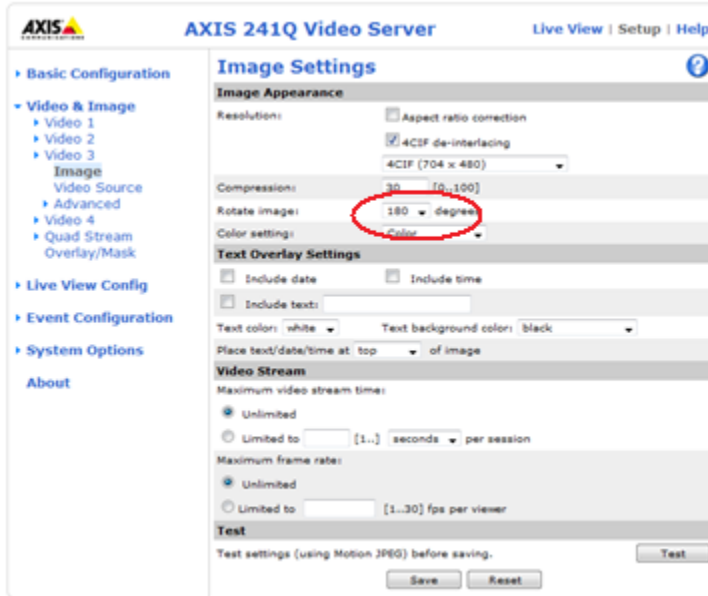 AXIS
COMMUNICATIONS
AXIS 241Q Video Server
Live View | Setup | Help
Basic Configuration
Video & Image
Video 1
Video 2
Video 3
Image
Video Source
Advanced
Video 4
Quad Stream
Overlay/Mask
Live View Config
Event Configuration
System Options
About
Image Settings
?
Image Appearance
Resolution: Aspect ratio correction
4CIF de-interlacing
4CIF (704 x 480)
Compression: 30 [0..100]
Rotate image: 180 degrees
Color setting: Color
Text Overlay Settings
Include date Include time
Include text:
Text color: white Text background color: black
Place text/date/time at top of image
Video Stream
Maximum video stream time:
Unlimited
Limited to [1..] seconds per session
Maximum frame rate:
Unlimited
Limited to [1..30] fps per viewer
Test
Test settings (using Motion JPEG) before saving. Test
Save Reset